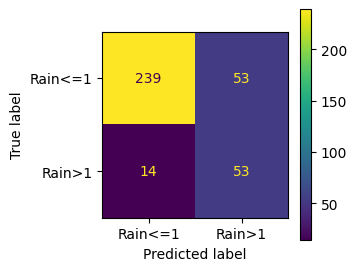 Rain<=1 239 53
Rain>1 14 53
Rain<=1 Rain>1
Predicted label
True label
200
150
100
50